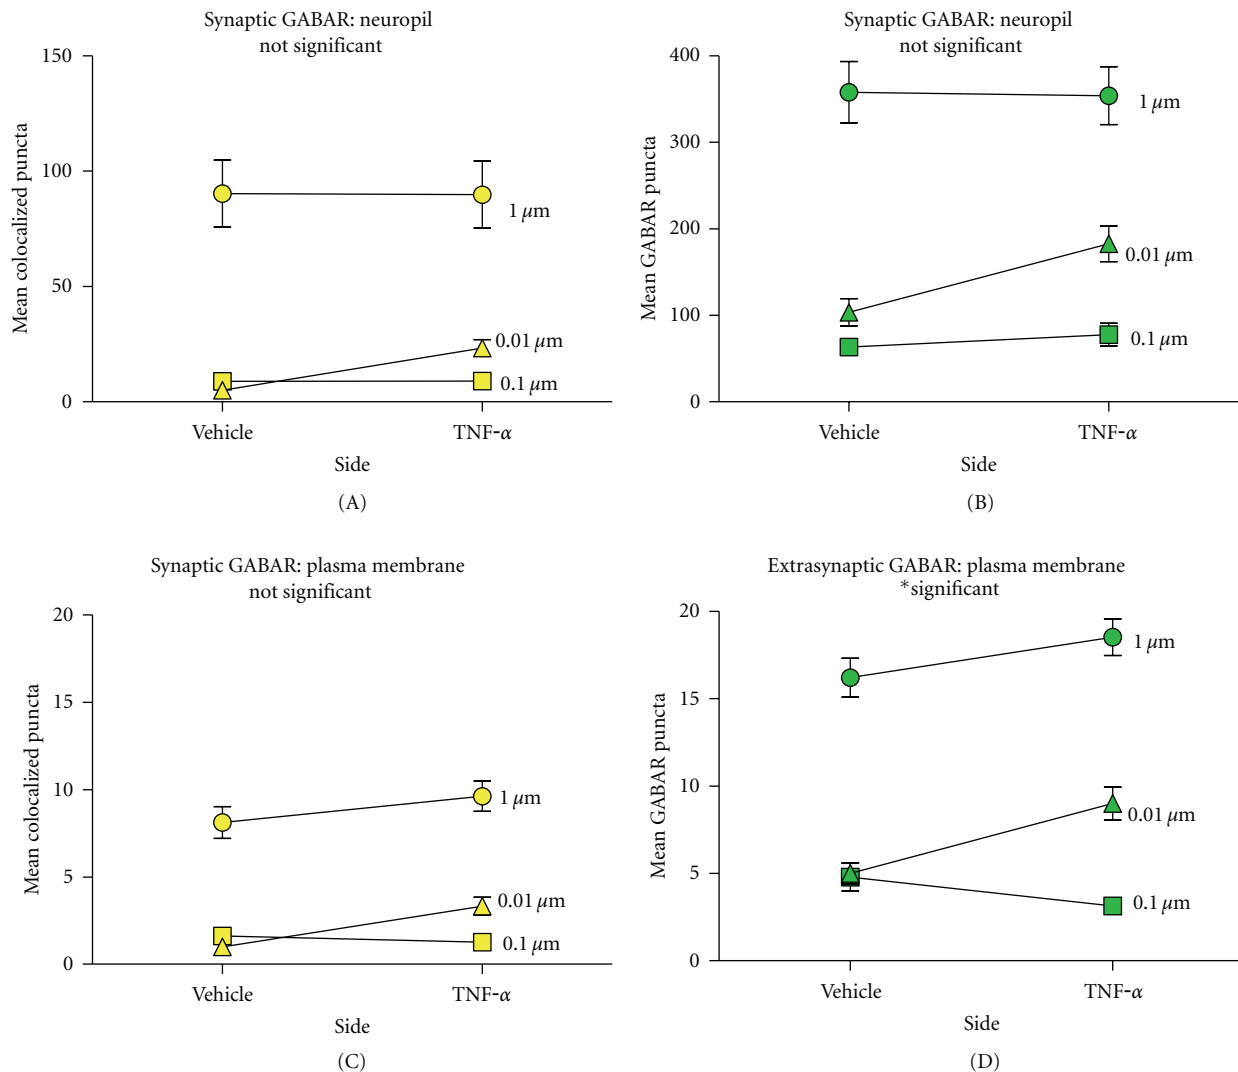 Synaptic GABAR: neuropil
not significant
150
100
50
0
Mean colocalized puncta
1 μm
0.01 μm
0.1 μm
Vehicle
TNF-α
Side
(A)
Synaptic GABAR: neuropil
not significant
400
300
200
100
0
Mean GABAR puncta
1 μm
0.01 μm
0.1 μm
Vehicle
TNF-α
Side
(B)
Synaptic GABAR: plasma membrane
not significant
20
15
10
5
0
Mean colocalized puncta
1 μm
0.01 μm
0.1 μm
Vehicle
TNF-α
Side
(C)
Extrasynaptic GABAR: plasma membrane
*significant
20
15
10
5
0
Mean GABAR puncta
1 μm
0.01 μm
0.1 μm
Vehicle
TNF-α
Side
(D)